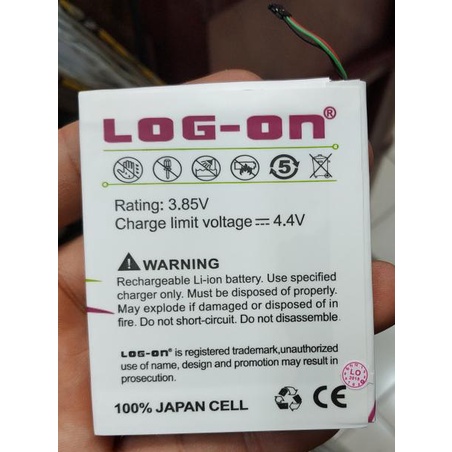 LOG-ON®
5
Rating: 3.85V
Charge limit voltage⎓4.4V
WARNING
Rechargeable Li-ion battery. Use specified
charger only. Must be disposed of properly.
May explode if damaged or disposed of in
fire. Do not short-circuit. Do not disassemble.
LOG-ON® is registered trademark,unauthorized
use of name, design and promotion may result in
prosecution.
LO
2018
100% JAPAN CELL
CE